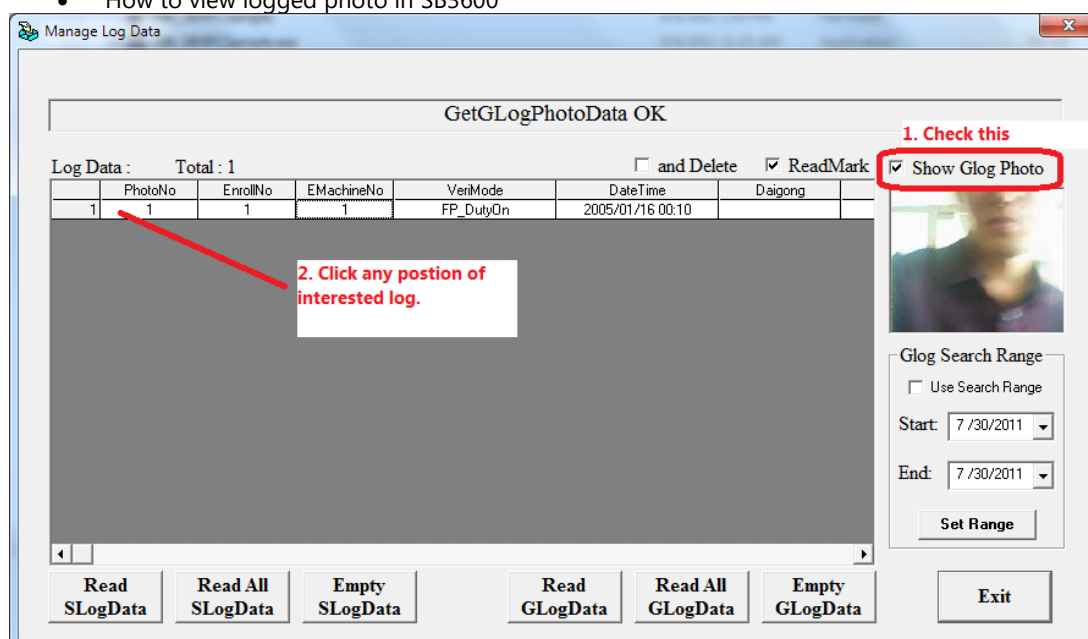 • How to view logged photo in SB3600
Manage Log Data
GetGLogPhotoData OK
1. Check this
Log Data : Total : 1 and Delete ReadMark Show Glog Photo
PhotoNo EnrollNo EMachineNo VeriMode DateTime Daigong
1 1 1 1 FP_DutyOn 2005/01/16 00:10
2. Click any postion of
interested log.
Glog Search Range
Use Search Range
Start: 7 /30/2011
End: 7 /30/2011
Set Range
Read SLogData
Read All SLogData
Empty SLogData
Read GLogData
Read All GLogData
Empty GLogData
Exit